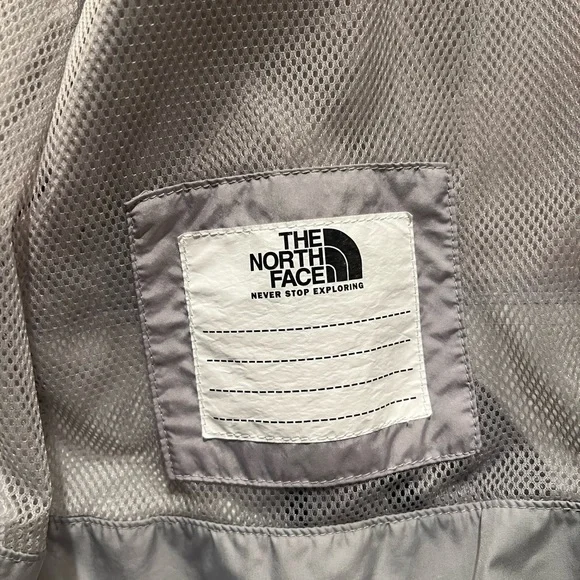 THE
NORTH
FACE
NEVER STOP EXPLORING